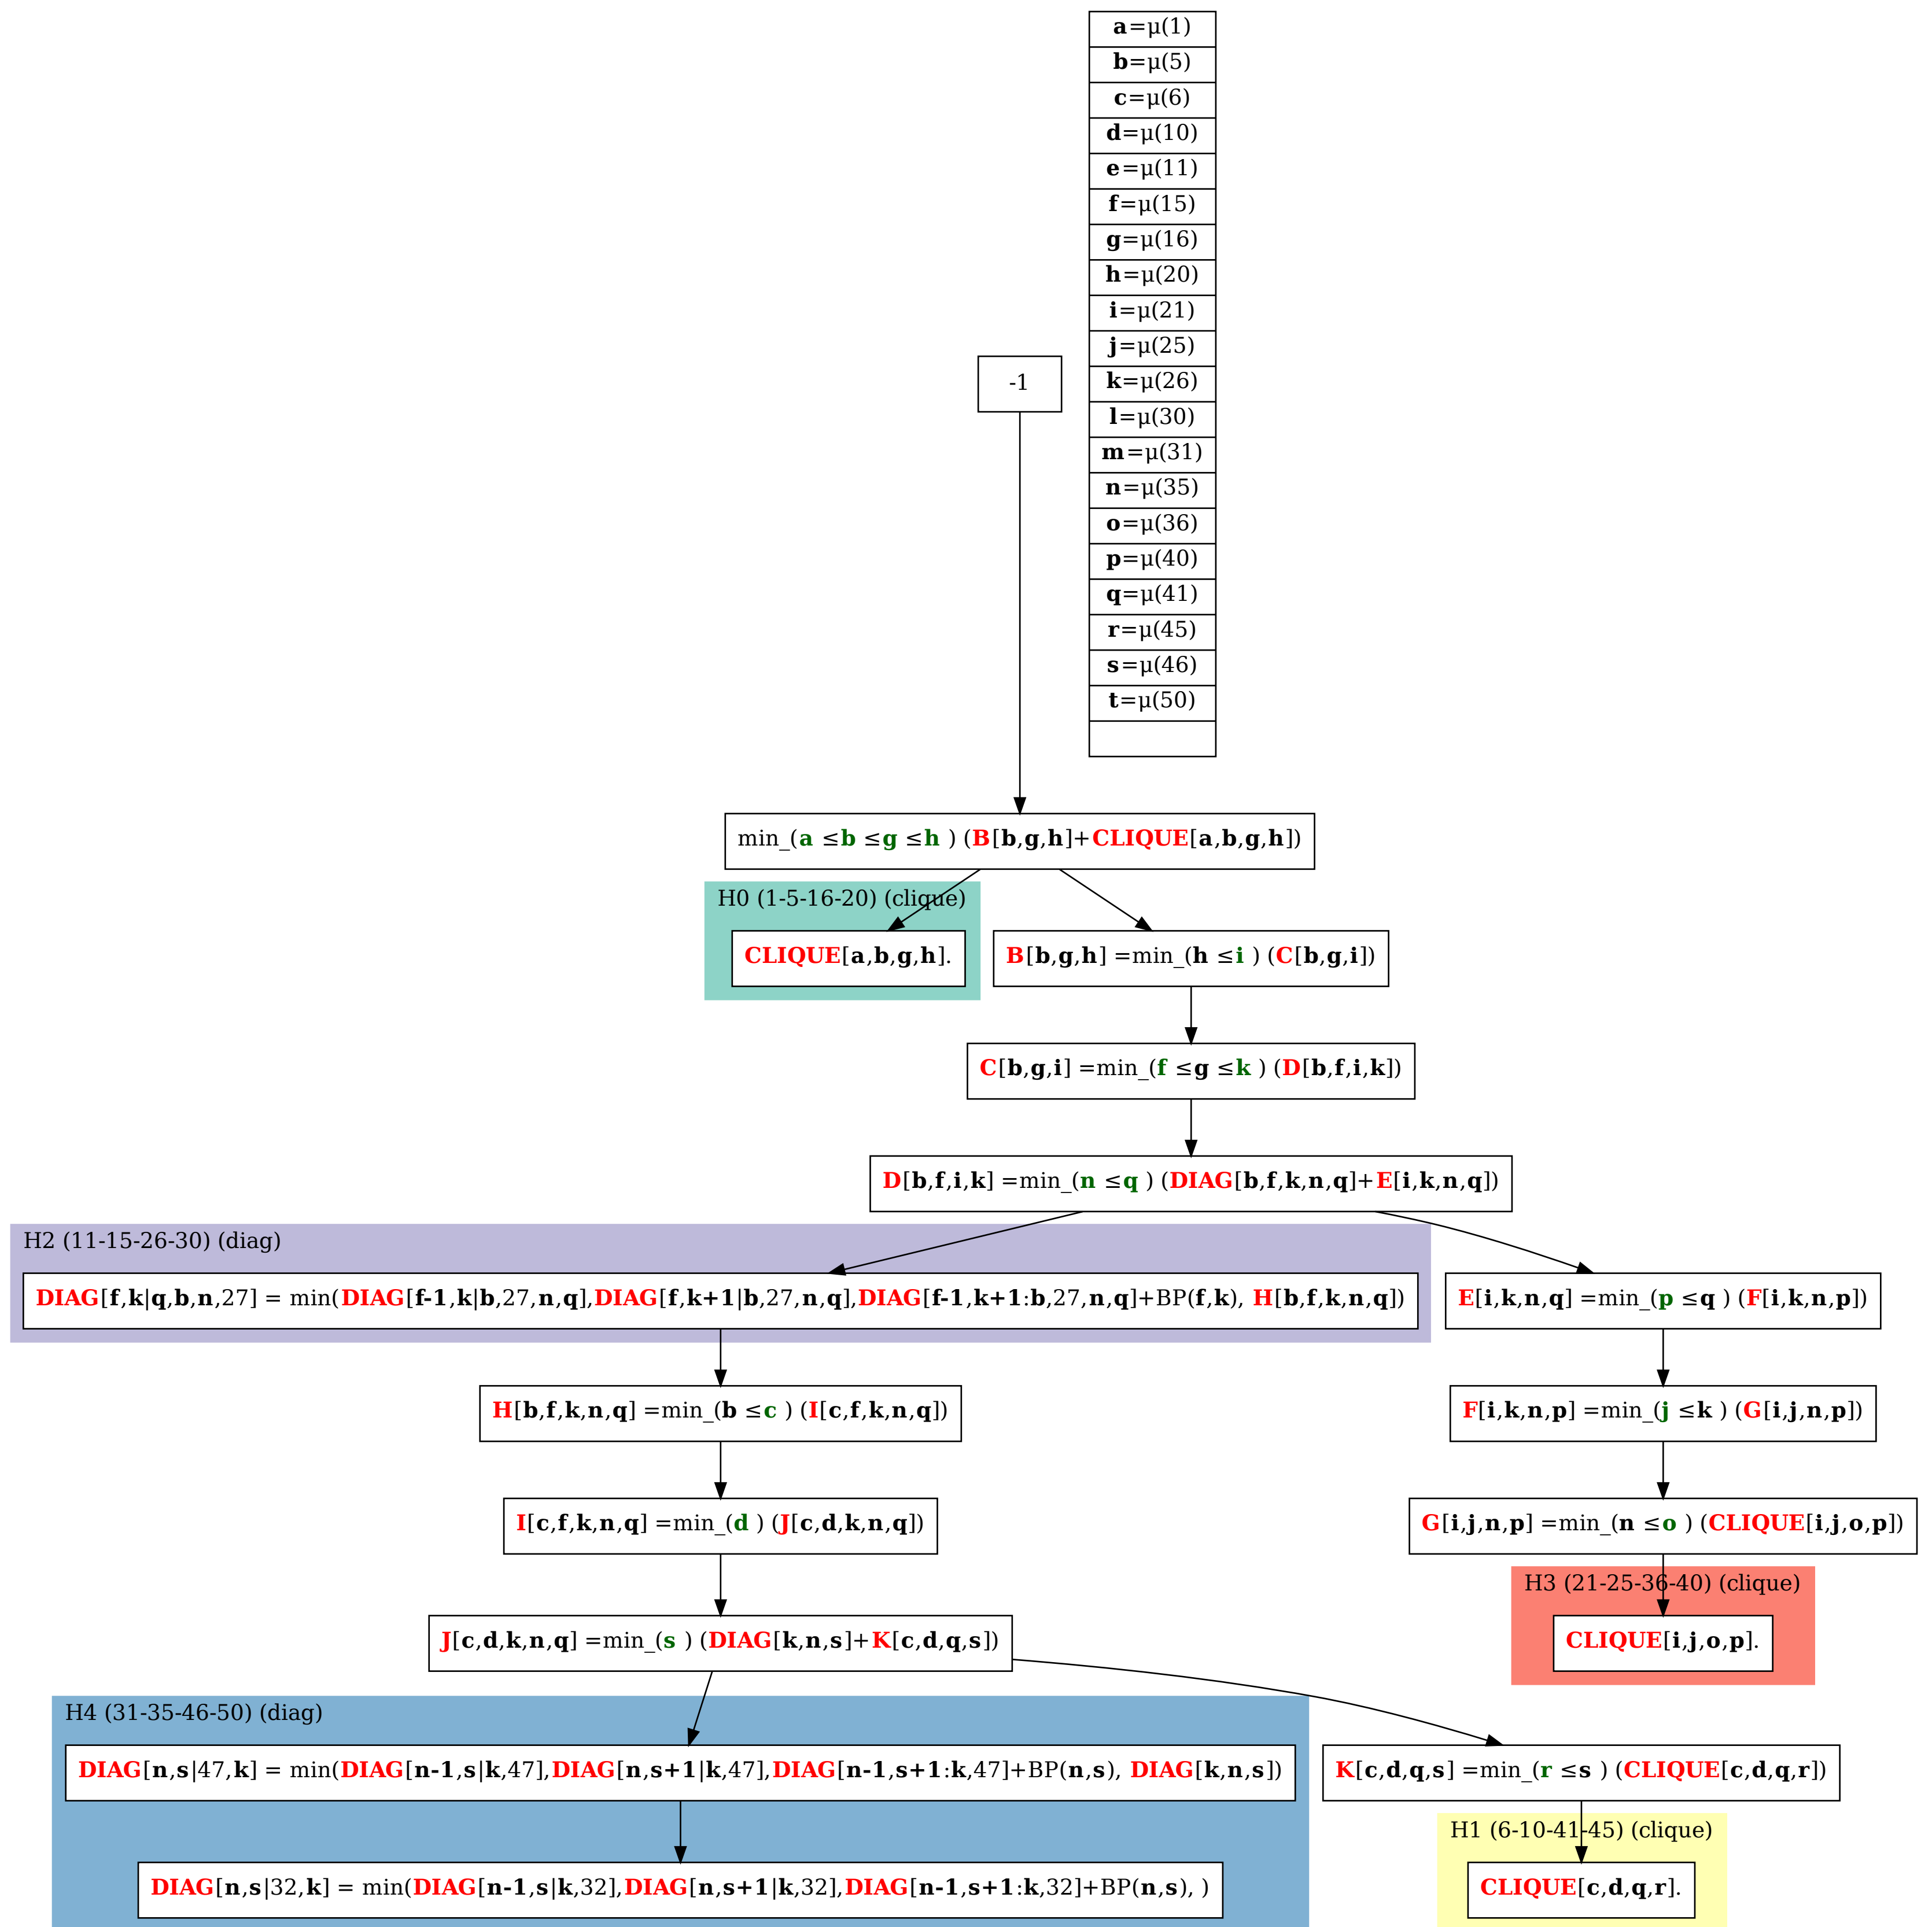 a=μ(1)
b=μ(5)
c=μ(6)
d=μ(10)
e=μ(11)
f=μ(15)
g=μ(16)
h=μ(20)
i=μ(21)
j=μ(25)
k=μ(26)
l=μ(30)
m=μ(31)
n=μ(35)
o=μ(36)
p=μ(40)
q=μ(41)
r=μ(45)
s=μ(46)
t=μ(50)
-1
min_(a ≤b ≤g ≤h ) (B[b,g,h]+CLIQUE[a,b,g,h])
H0 (1-5-16-20) (clique)
CLIQUE[a,b,g,h].
B[b,g,h] =min_(h ≤i ) (C[b,g,i])
C[b,g,i] =min_(f ≤g ≤k ) (D[b,f,i,k])
D[b,f,i,k] =min_(n ≤q ) (DIAG[b,f,k,n,q]+E[i,k,n,q])
H2 (11-15-26-30) (diag)
DIAG[f,k|q,b,n,27] = min(DIAG[f-1,k|b,27,n,q],DIAG[f,k+1|b,27,n,q],DIAG[f-1,k+1:b,27,n,q]+BP(f,k), H[b,f,k,n,q])
E[i,k,n,q] =min_(p ≤q ) (F[i,k,n,p])
H[b,f,k,n,q] =min_(b ≤c ) (I[c,f,k,n,q])
F[i,k,n,p] =min_(j ≤k ) (G[i,j,n,p])
I[c,f,k,n,q] =min_(d ) (J[c,d,k,n,q])
G[i,j,n,p] =min_(n ≤o ) (CLIQUE[i,j,o,p])
H3 (21-25-36-40) (clique)
CLIQUE[i,j,o,p].
J[c,d,k,n,q] =min_(s ) (DIAG[k,n,s]+K[c,d,q,s])
H4 (31-35-46-50) (diag)
DIAG[n,s|47,k] = min(DIAG[n-1,s|k,47],DIAG[n,s+1|k,47],DIAG[n-1,s+1:k,47]+BP(n,s), DIAG[k,n,s])
K[c,d,q,s] =min_(r ≤s ) (CLIQUE[c,d,q,r])
DIAG[n,s|32,k] = min(DIAG[n-1,s|k,32],DIAG[n,s+1|k,32],DIAG[n-1,s+1:k,32]+BP(n,s), )
H1 (6-10-41-45) (clique)
CLIQUE[c,d,q,r].